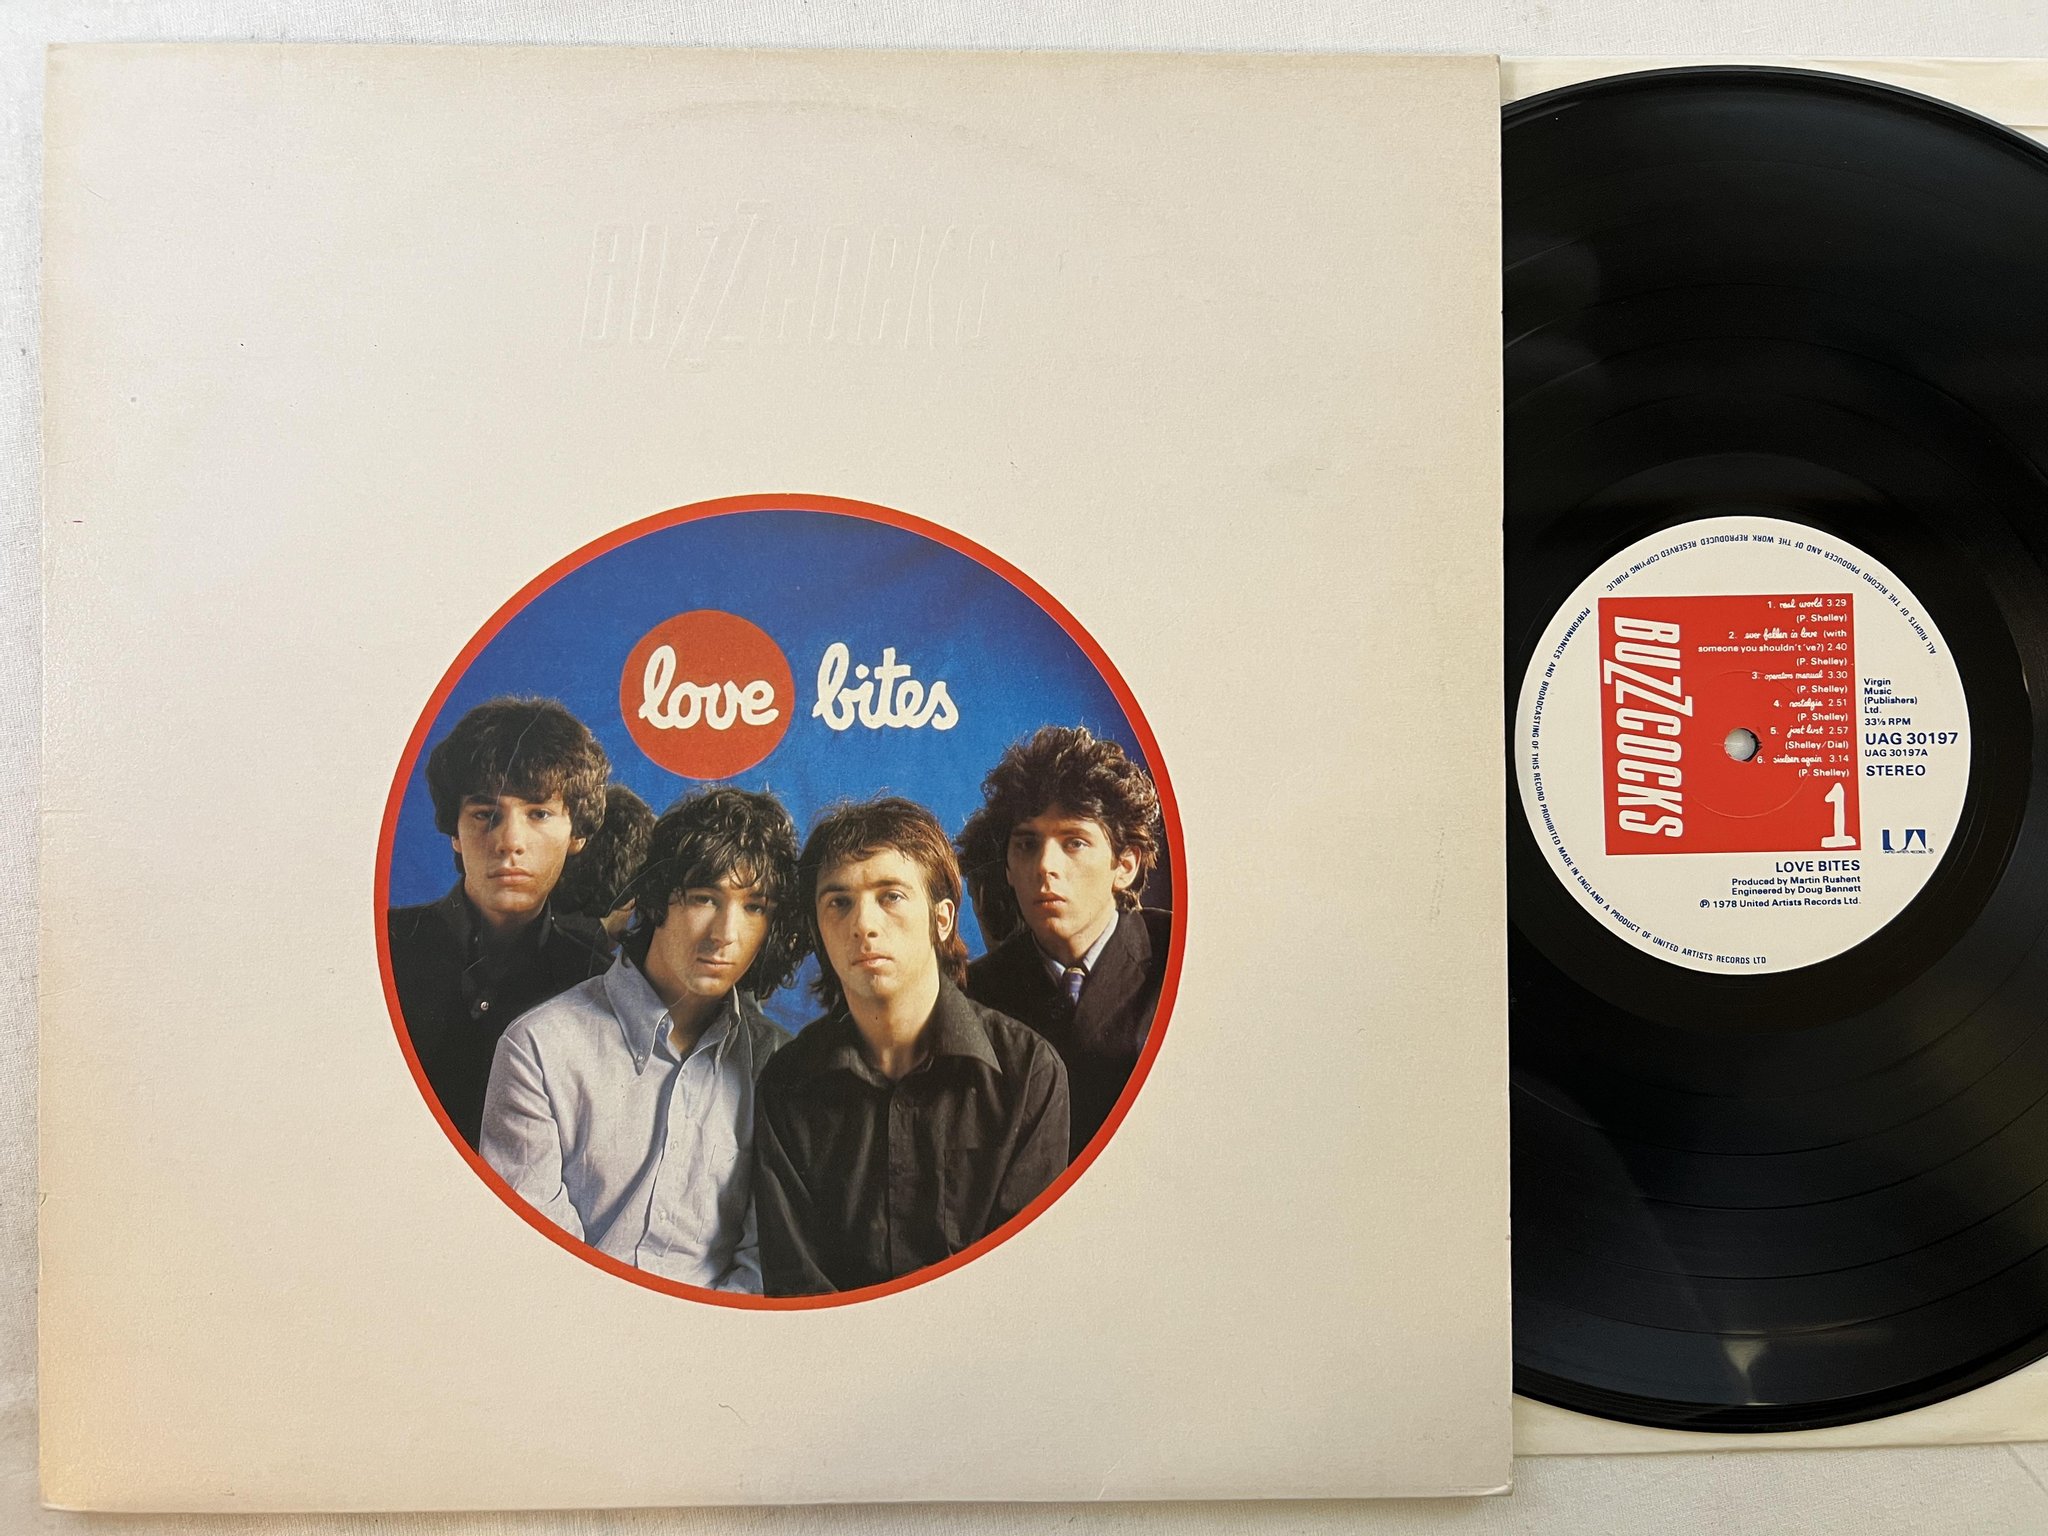 BUZZCOCKS
love bites
ALL RIGHTS OF THE RECORD PRODUCER AND OF THE WORK REPRODUCED RESERVED COPYING PUBLIC
PERFORMANCES AND BROADCASTING OF THIS RECORD PROHIBITED MADE IN ENGLAND A PRODUCT OF UNITED ARTISTS RECORDS LTD
BUZZCOCKS
1. real world 3.29
(P. Shelley)
2. ever fallen in love (with
someone you shouldn't 've?) 2.40
(P. Shelley)
3. operators manual 3.30
(P. Shelley)
4. nostalgia 2.51
(P. Shelley)
5. just lust 2.57
(Shelley/Dial)
6. sixteen again 3.14
(P. Shelley)
1
Virgin
Music
(Publishers)
Ltd.
33⅓ RPM
UAG 30197
UAG 30197A
STEREO
UA
UNITED ARTISTS RECORDS ®
LOVE BITES
Produced by Martin Rushent
Engineered by Doug Bennett
℗ 1978 United Artists Records Ltd.